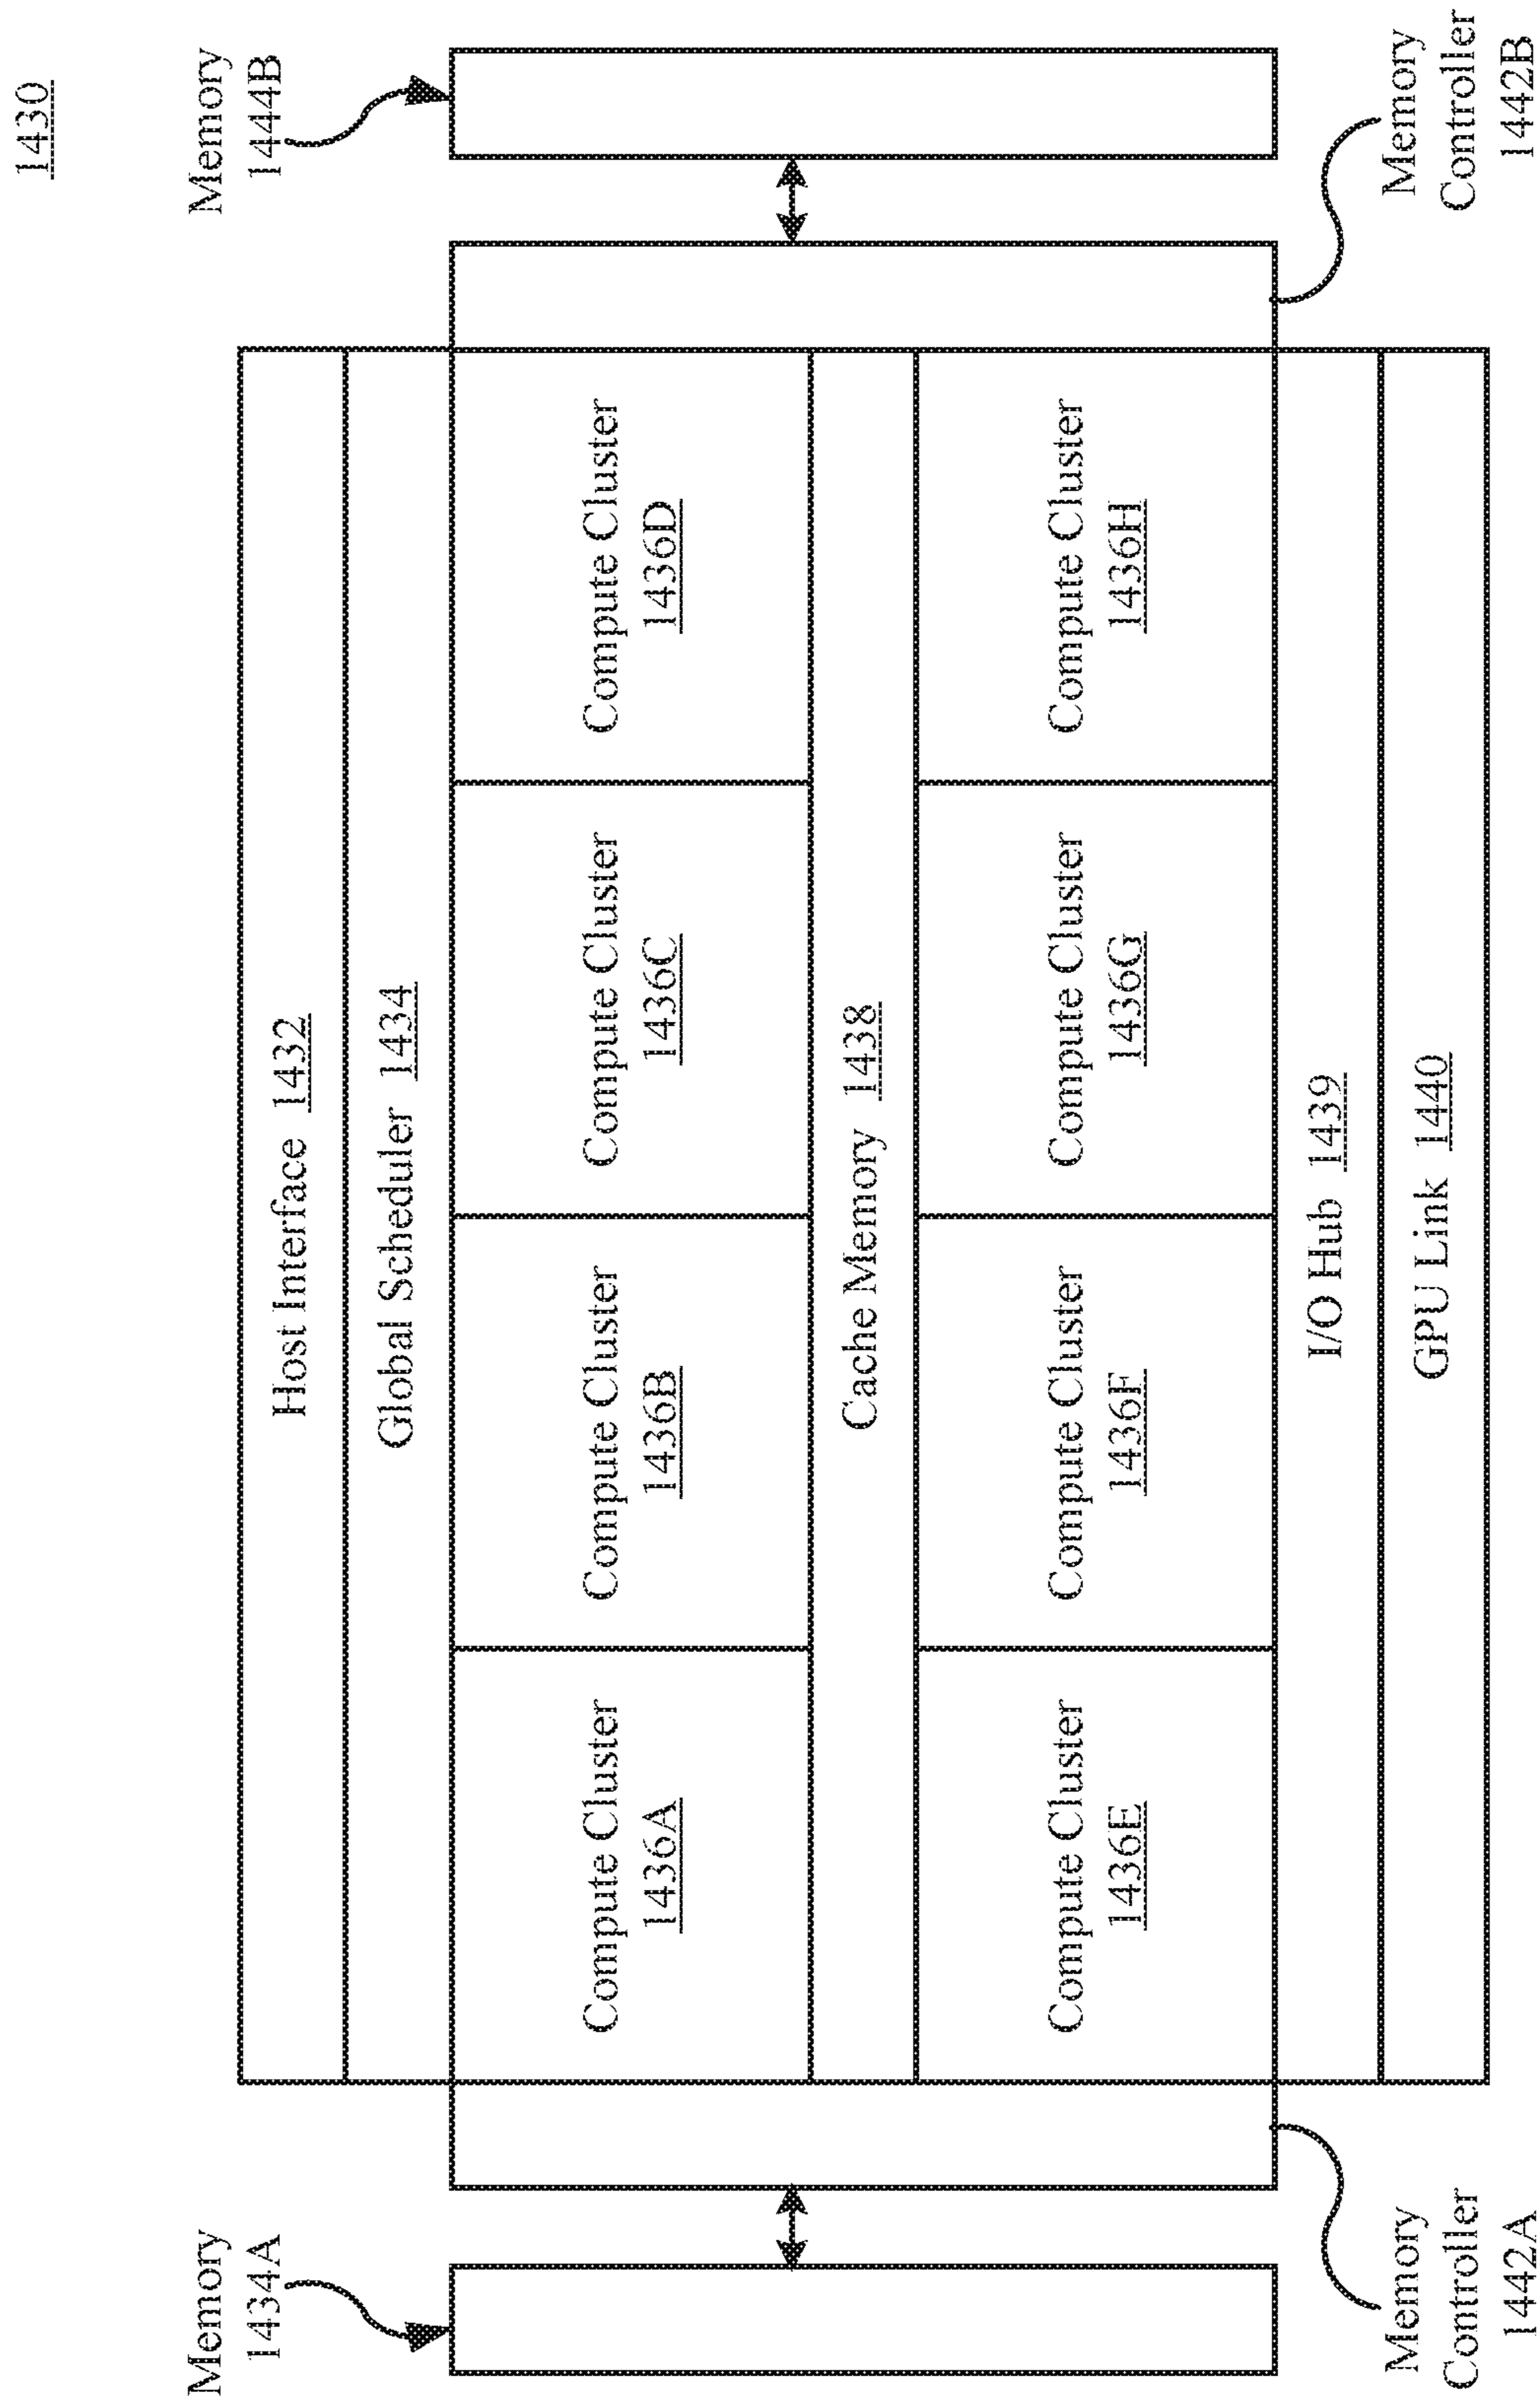 1430
Memory
1434A
Memory
1444B
Host Interface 1432
Global Scheduler 1434
Compute Cluster
1436A
Compute Cluster
1436B
Compute Cluster
1436C
Compute Cluster
1436D
Cache Memory 1438
Compute Cluster
1436E
Compute Cluster
1436F
Compute Cluster
1436G
Compute Cluster
1436H
I/O Hub 1439
GPU Link 1440
Memory
Controller
1442A
Memory
Controller
1442B